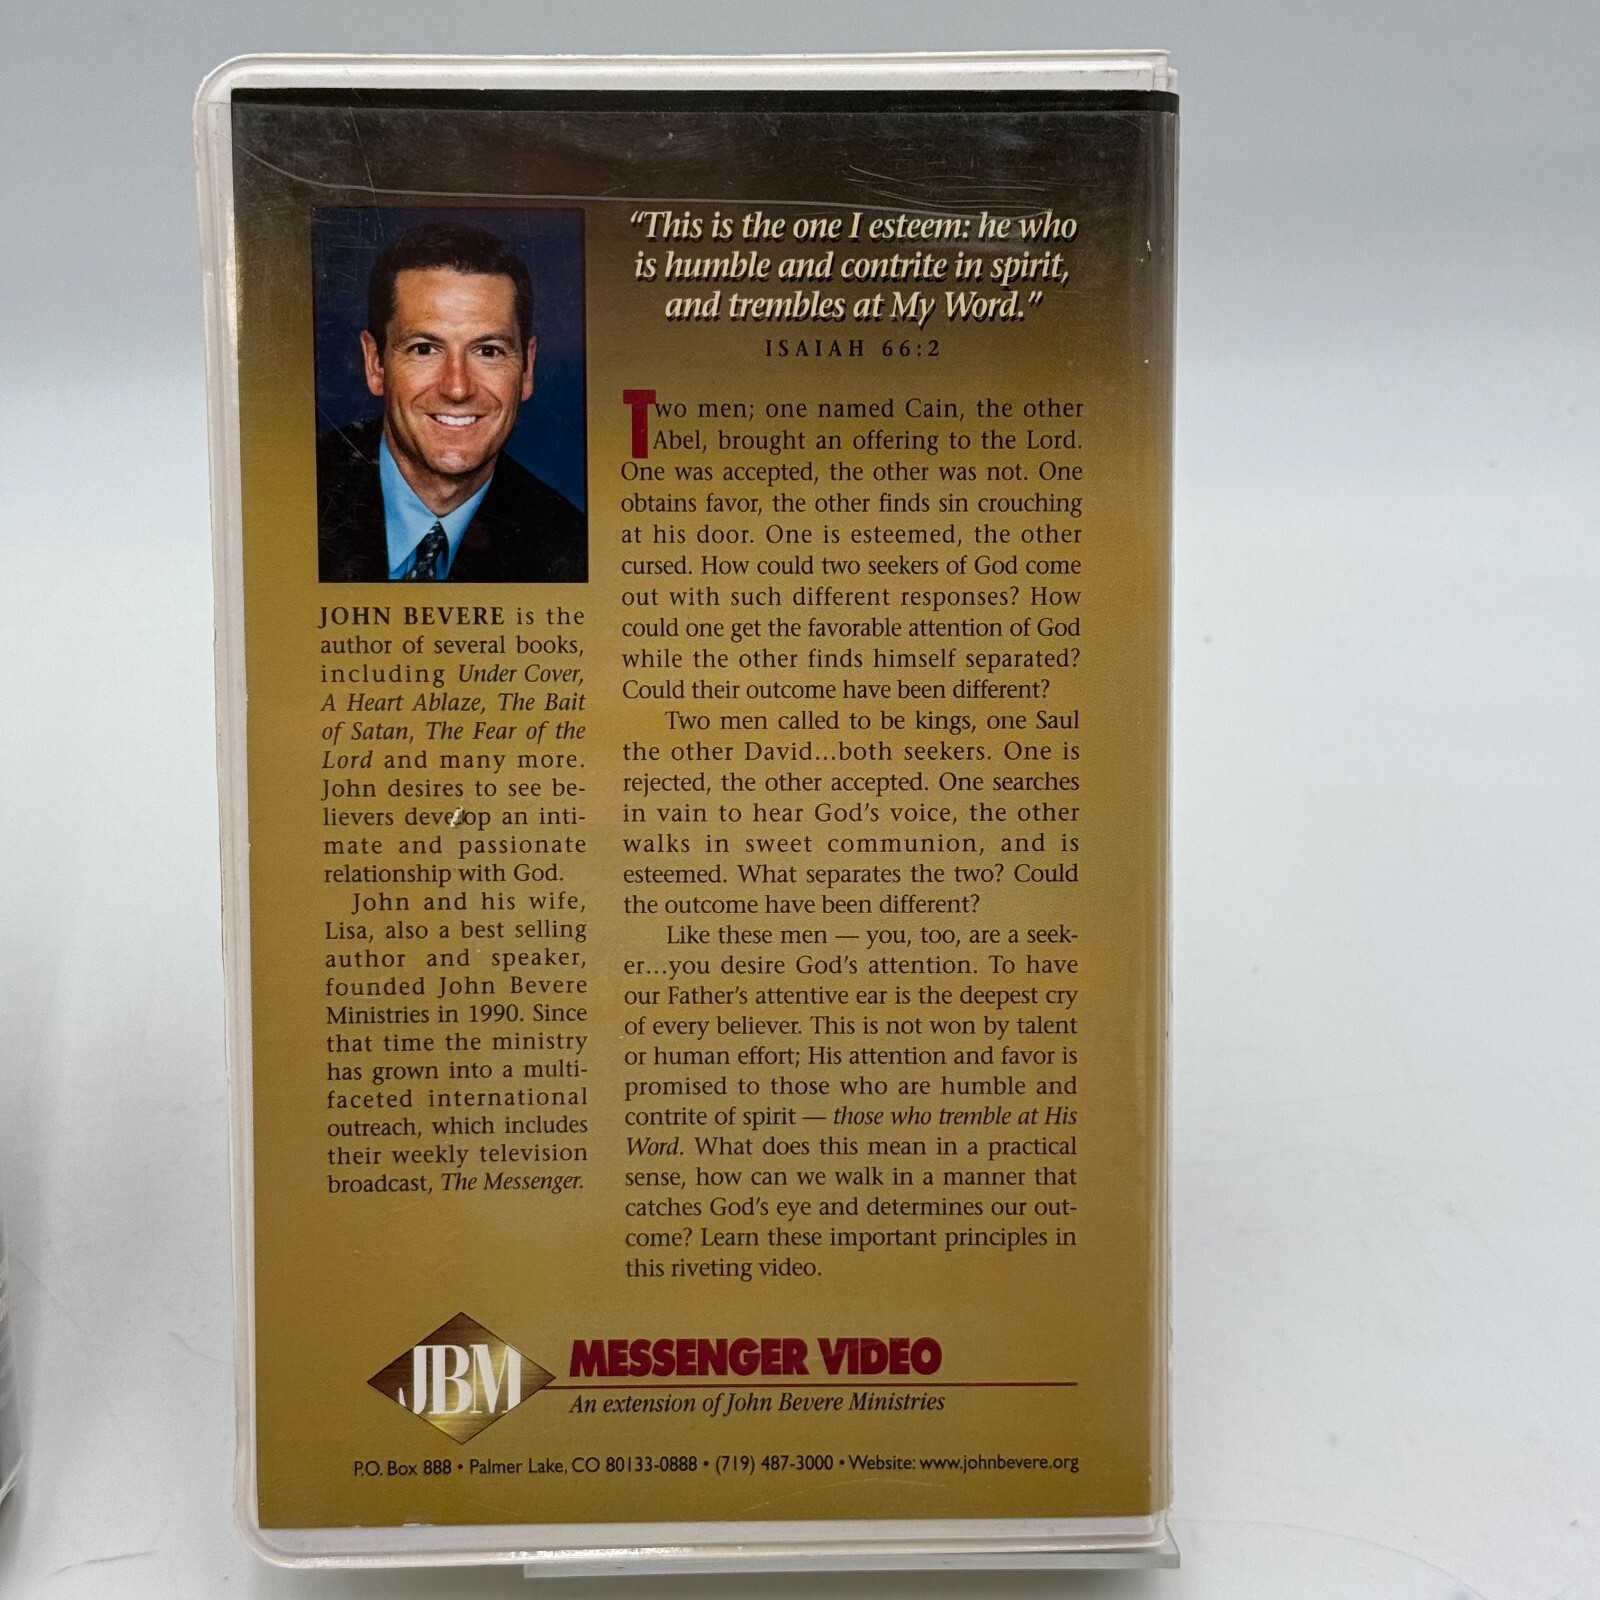 "This is the one I esteem: he who
is humble and contrite in spirit,
and trembles at My Word."
ISAIAH 66:2
Two men; one named Cain, the other
Abel, brought an offering to the Lord.
One was accepted, the other was not. One
obtains favor, the other finds sin crouching
at his door. One is esteemed, the other
cursed. How could two seekers of God come
out with such different responses? How
could one get the favorable attention of God
while the other finds himself separated?
Could their outcome have been different?
Two men called to be kings, one Saul
the other David...both seekers. One is
rejected, the other accepted. One searches
in vain to hear God's voice, the other
walks in sweet communion, and is
esteemed. What separates the two? Could
the outcome have been different?
Like these men — you, too, are a seek-
er...you desire God's attention. To have
our Father's attentive ear is the deepest cry
of every believer. This is not won by talent
or human effort; His attention and favor is
promised to those who are humble and
contrite of spirit — those who tremble at His
Word. What does this mean in a practical
sense, how can we walk in a manner that
catches God's eye and determines our out-
come? Learn these important principles in
this riveting video.
JOHN BEVERE is the
author of several books,
including Under Cover,
A Heart Ablaze, The Bait
of Satan, The Fear of the
Lord and many more.
John desires to see be-
lievers develop an inti-
mate and passionate
relationship with God.
John and his wife,
Lisa, also a best selling
author and speaker,
founded John Bevere
Ministries in 1990. Since
that time the ministry
has grown into a multi-
faceted international
outreach, which includes
their weekly television
broadcast, The Messenger.
JBM
MESSENGER VIDEO
An extension of John Bevere Ministries
P.O. Box 888 • Palmer Lake, CO 80133-0888 • (719) 487-3000 • Website: www.johnbevere.org